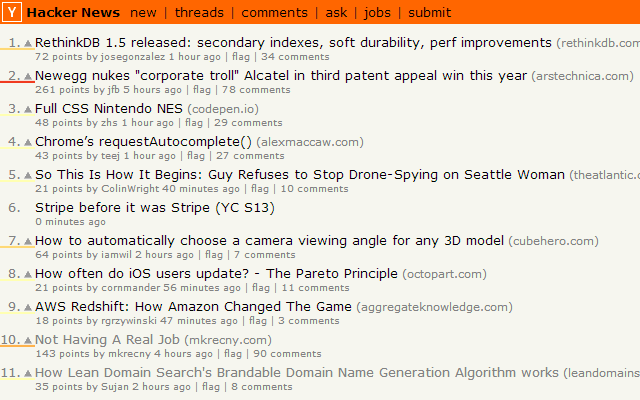 Y Hacker News new | threads | comments | ask | jobs | submit
1. RethinkDB 1.5 released: secondary indexes, soft durability, perf improvements (rethinkdb.com
72 points by josegonzalez 1 hour ago | flag | 34 comments
2. Newegg nukes "corporate troll" Alcatel in third patent appeal win this year (arstechnica.com)
261 points by jfb 5 hours ago | flag | 78 comments
3. Full CSS Nintendo NES (codepen.io)
48 points by zhs 1 hour ago | flag | 29 comments
4. Chrome’s requestAutocomplete() (alexmaccaw.com)
43 points by teej 1 hour ago | flag | 27 comments
5. So This Is How It Begins: Guy Refuses to Stop Drone-Spying on Seattle Woman (theatlantic.c
21 points by ColinWright 40 minutes ago | flag | 10 comments
6. Stripe before it was Stripe (YC S13)
0 minutes ago
7. How to automatically choose a camera viewing angle for any 3D model (cubehero.com)
64 points by iamwil 2 hours ago | flag | 7 comments
8. How often do iOS users update? - The Pareto Principle (octopart.com)
21 points by cornmander 56 minutes ago | flag | 11 comments
9. AWS Redshift: How Amazon Changed The Game (aggregateknowledge.com)
18 points by rgrzywinski 47 minutes ago | flag | 3 comments
10. Not Having A Real Job (mkrecny.com)
143 points by mkrecny 4 hours ago | flag | 90 comments
11. How Lean Domain Search's Brandable Domain Name Generation Algorithm works (leandomains
35 points by Sujan 2 hours ago | flag | 8 comments